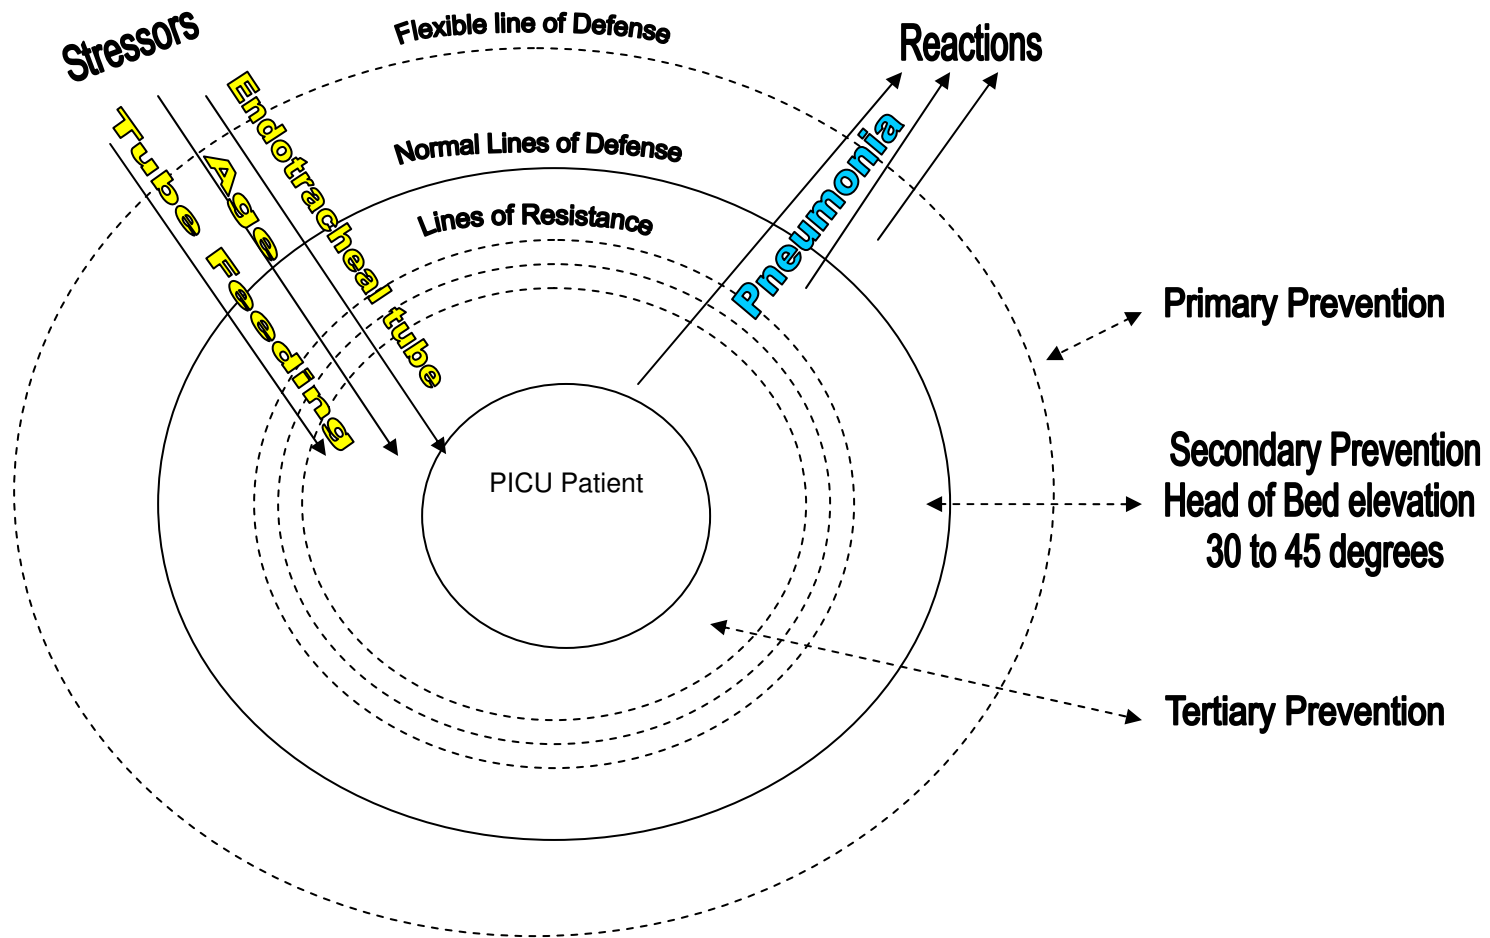 Stressors
Flexible line of Defense
Reactions
Tube Feeding
Age
Endotracheal tube
Normal Lines of Defense
Lines of Resistance
Pneumonia
Primary Prevention
PICU Patient
Secondary Prevention
Head of Bed elevation
30 to 45 degrees
Tertiary Prevention